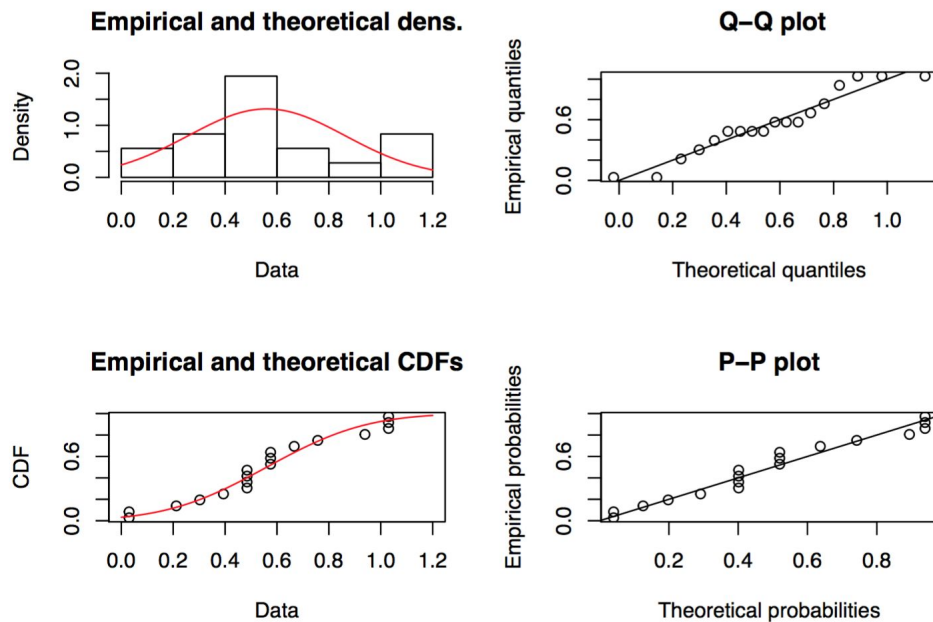 Empirical and theoretical dens.
Density
0.0 1.0 2.0
0.0 0.2 0.4 0.6 0.8 1.0 1.2
Data
Q−Q plot
Empirical quantiles
0.0 0.6
0.0 0.2 0.4 0.6 0.8 1.0
Theoretical quantiles
Empirical and theoretical CDFs
CDF
0.0 0.6
0.0 0.2 0.4 0.6 0.8 1.0 1.2
Data
P−P plot
Empirical probabilities
0.0 0.6
0.2 0.4 0.6 0.8
Theoretical probabilities